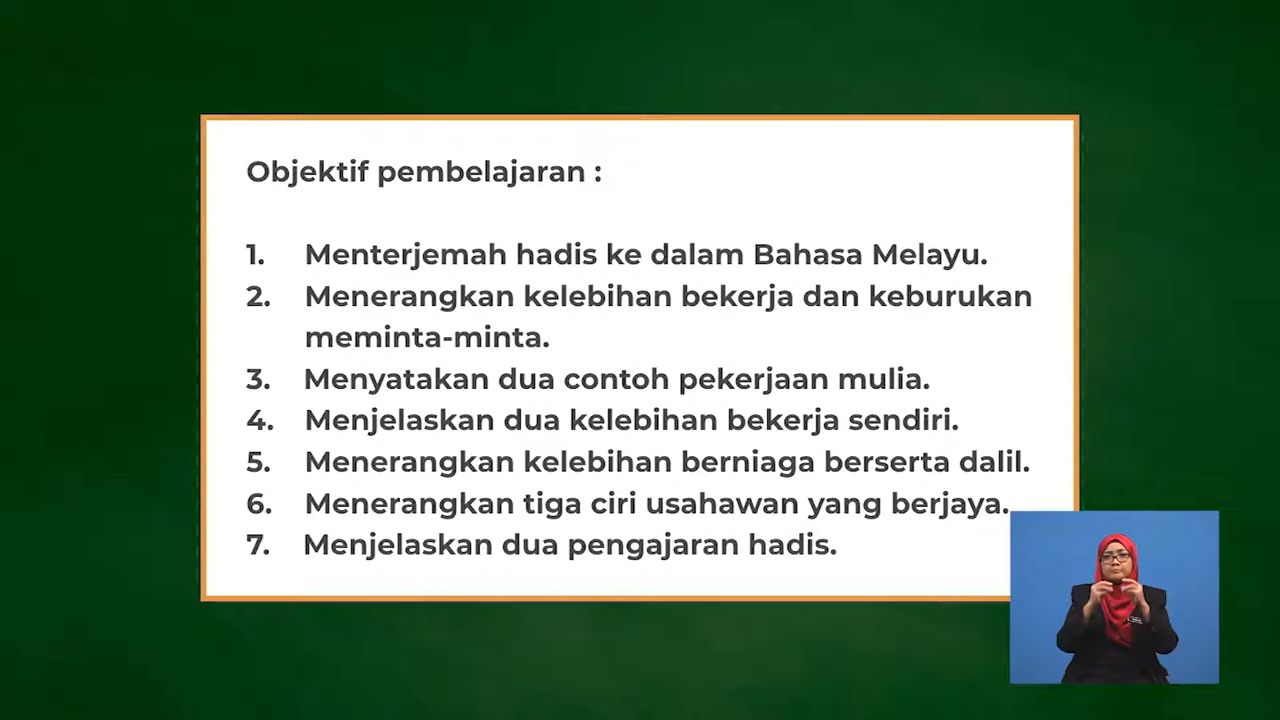 Objektif pembelajaran :
1. Menterjemah hadis ke dalam Bahasa Melayu.
2. Menerangkan kelebihan bekerja dan keburukan
meminta-minta.
3. Menyatakan dua contoh pekerjaan mulia.
4. Menjelaskan dua kelebihan bekerja sendiri.
5. Menerangkan kelebihan berniaga berserta dalil.
6. Menerangkan tiga ciri usahawan yang berjaya.
7. Menjelaskan dua pengajaran hadis.